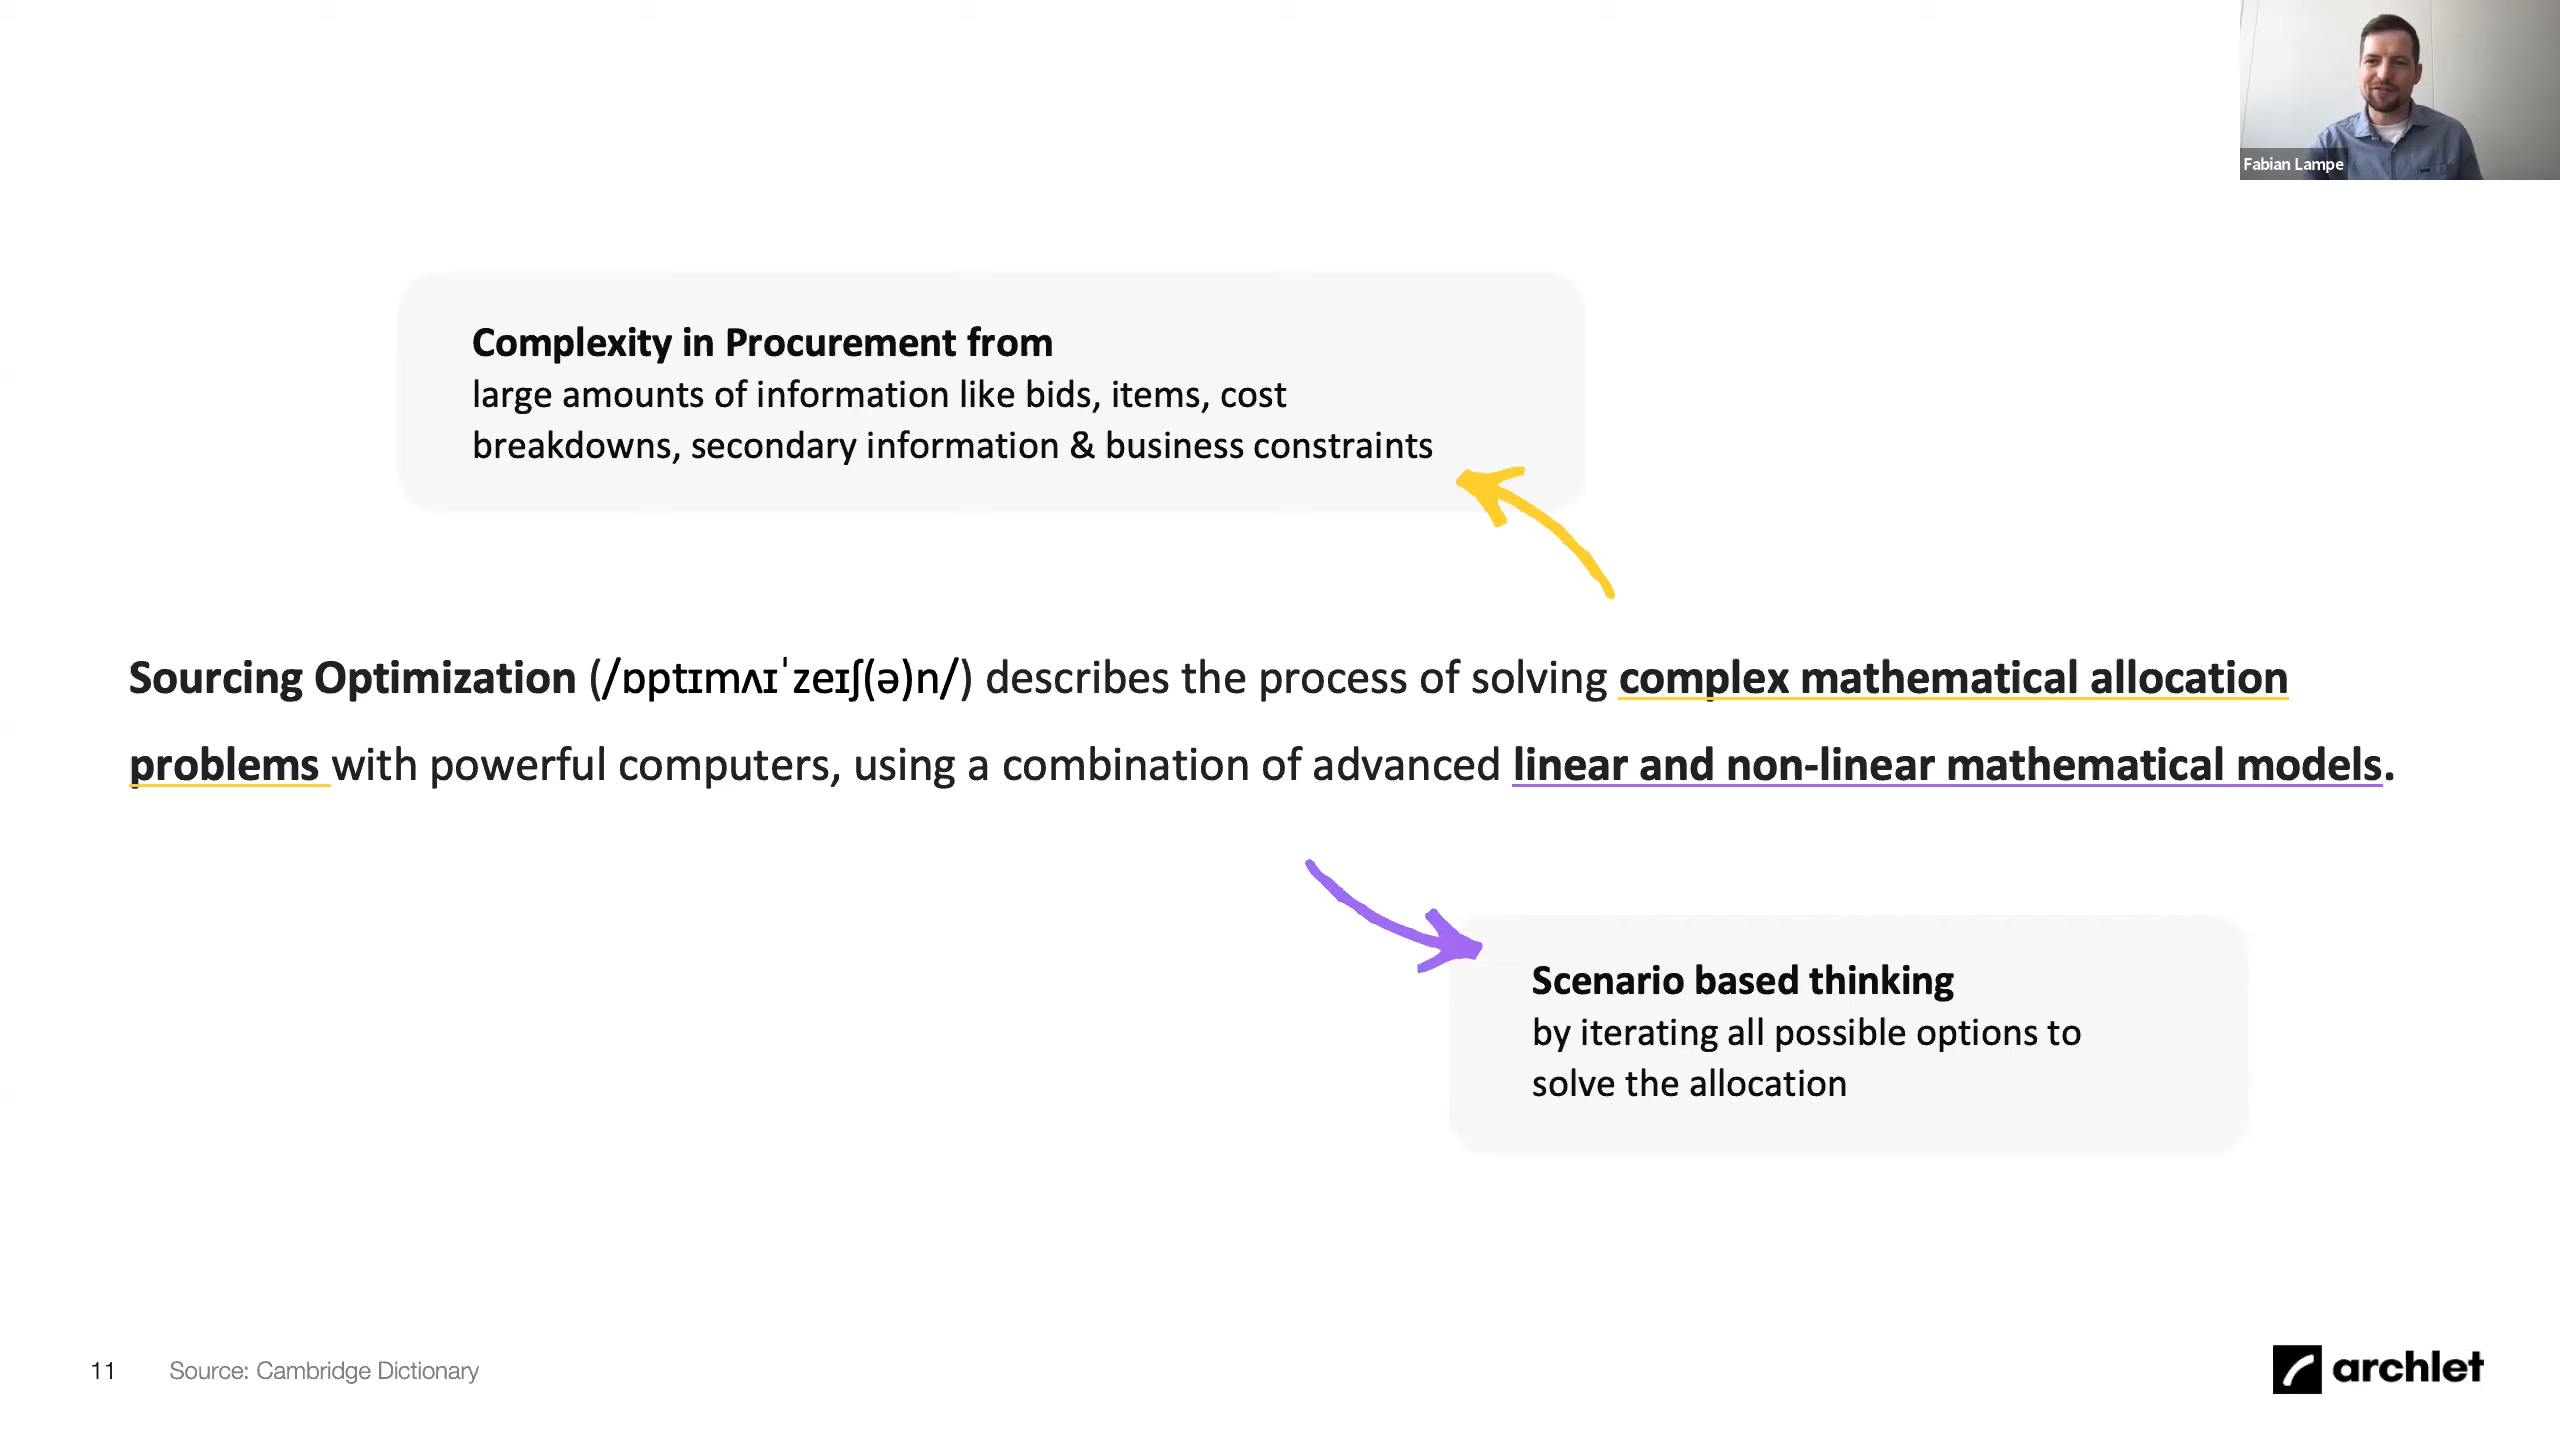 Fabian Lampe
Complexity in Procurement from
large amounts of information like bids, items, cost
breakdowns, secondary information & business constraints
Sourcing Optimization (/ɒptɪmʌɪˈzeɪʃ(ə)n/) describes the process of solving complex mathematical allocation
problems with powerful computers, using a combination of advanced linear and non-linear mathematical models.
Scenario based thinking
by iterating all possible options to
solve the allocation
11 Source: Cambridge Dictionary
archlet